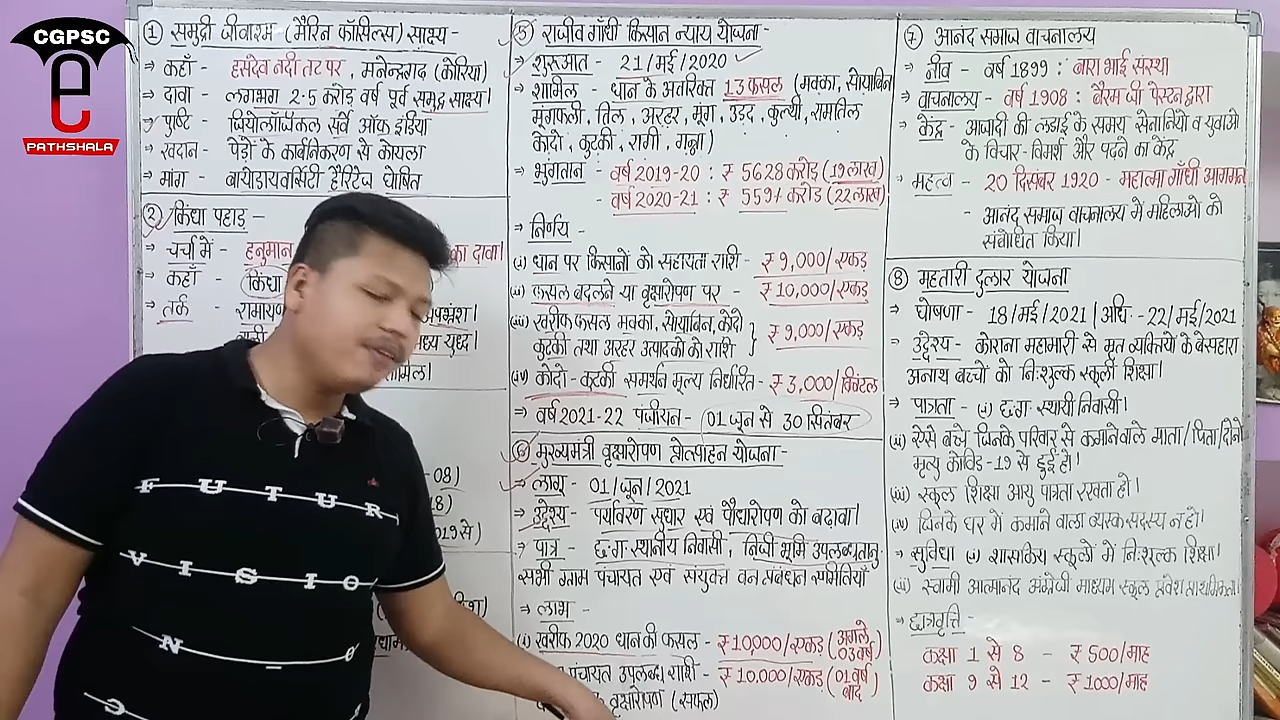 CGPSC
e
PATHSHALA
① समुद्री जीवाश्म (मैरिन फॉसिल्स) साक्ष्य -
⇒ कहाँ - हसदेव नदी तट पर, मनेन्द्रगढ़ (कोरिया)
⇒ दावा - लगभग 2.5 करोड़ वर्ष पूर्व समुद्र साक्ष्य।
⇒ पुष्टि - जियोलॉजिकल सर्वे ऑफ इंडिया
⇒ खदान - पेड़ों के कार्बनिकरण से कोयला
⇒ मांग - बायोडायवर्सिटी हैरिटेज घोषित
② किंधा पहाड़ -
⇒ चर्चा में - हनुमान का दावा।
⇒ कहाँ - किंधा
⇒ तर्क - रामायण अपभ्रंश।
युध्द।
-08)
18)
2019 से)
⑤ राजीव गाँधी किसान न्याय योजना -
⇒ शुरूआत - 21/मई/2020
⇒ शामिल - धान के अतिरिक्त 13 फसल (मक्का, सोयाबिन
मूंगफली, तिल, अरहर, मूंग, उड़द, कुल्थी, रामतिल
कोदो, कुटकी, रागी, गन्ना)
⇒ भुगतान - वर्ष 2019-20 : ₹ 5628 करोड़ (19 लाख)
- वर्ष 2020-21 : ₹ 5597 करोड़ (22 लाख)
⇒ निर्णय -
(i) धान पर किसानों को सहायता राशि - ₹ 9,000/एकड़
(ii) फसल बदलने या वृक्षारोपण पर - ₹ 10,000/एकड़
(iii) खरीफ फसल मक्का, सोयाबिन, कोदो
कुटकी तथा अरहर उत्पादको को राशि } ₹ 9,000/एकड़
(iv) कोदो-कुटकी समर्थन मूल्य निर्धारित - ₹ 3,000/क्विंटल
⇒ वर्ष 2021-22 पंजीयन - 01 जून से 30 सितंबर
⑥ मुख्यमंत्री वृक्षारोपण प्रोत्साहन योजना -
⇒ लागू - 01/जून/2021
⇒ उद्देश्य - पर्यावरण सुधार एवं पौधारोपण को बढ़ावा।
⇒ पात्र - छ.ग. स्थानीय निवासी, निजी भूमि उपलब्धतानु.
सभी ग्राम पंचायत एवं संयुक्त वन प्रबंधन समितियाँ
⇒ लाभ -
(i) खरीफ 2020 धान की फसल - ₹ 10,000/एकड़ (अगले 03 वर्ष)
पंचायत उपलब्ध राशि - ₹ 10,000/एकड़ (01 वर्ष बाद)
वृक्षारोपण (सफल)
⑦ आनंद समाज वाचनालय
⇒ नींव - वर्ष 1899 : बारा भाई संस्था
⇒ वाचनालय - वर्ष 1908 : बैरम जी पेस्टन द्वारा
⇒ केंद्र - आजादी की लड़ाई के समय सेनानियों व युवाओं
के विचार-विमर्श और पढ़ने का केंद्र
⇒ महत्व - 20 दिसंबर 1920 - महात्मा गाँधी आगमन
- आनंद समाज वाचनालय में महिलाओं को
संबोधित किया।
⑧ महतारी दुलार योजना
⇒ घोषणा - 18/मई/2021 | अधि - 22/मई/2021
⇒ उद्देश्य - कोराना महामारी से मृत व्यक्तियों के बेसहारा
अनाथ बच्चों को निःशुल्क स्कूली शिक्षा।
⇒ पात्रता - (i) छ.ग. स्थायी निवासी।
(ii) ऐसे बच्चे जिनके परिवार से कमाने वाले माता/पिता/दोनों
मृत्यु कोविड-19 से हुई हो।
(iii) स्कूल शिक्षा आयु पात्रता रखता हो।
(iv) जिनके घर में कमाने वाला व्यस्क सदस्य न हो।
⇒ सुविधा (i) शासकिय स्कूलों में निःशुल्क शिक्षा।
(ii) स्वामी आत्मानंद अंग्रेजी माध्यम स्कूल प्रवेश प्राथमिकता।
⇒ छात्रवृत्ति -
कक्षा 1 से 8 - ₹ 500/माह
कक्षा 9 से 12 - ₹ 1000/माह
FUTUR
VISIO
N